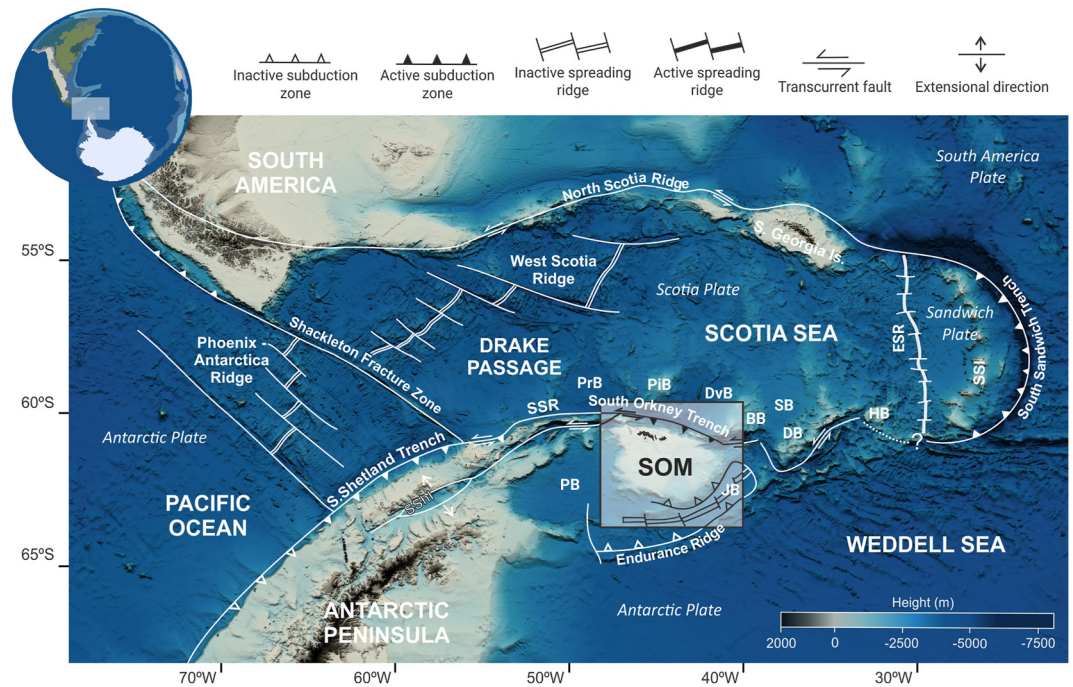 Inactive subduction
zone
Active subduction
zone
Inactive spreading
ridge
Active spreading
ridge
Transcurrent fault
Extensional direction
SOUTH
AMERICA
South America
Plate
North Scotia Ridge
S. Georgia Is.
55ºS
West Scotia
Ridge
Scotia Plate
Sandwich
Plate
South Sandwich Trench
Phoenix -
Antarctica
Ridge
Shackleton Fracture Zone
DRAKE
PASSAGE
SCOTIA SEA
ESR
SSI
60ºS
PrB
PiB
DvB
SSR
South Orkney Trench
BB
SB
DB
HB
?
Antarctic Plate
S.Shetland Trench
SOM
PACIFIC
OCEAN
PB
JB
Endurance Ridge
WEDDELL SEA
65ºS
ANTARCTIC
PENINSULA
Antarctic Plate
Height (m)
2000 0 -2500 -5000 -7500
70ºW 60ºW 50ºW 40ºW 30ºW